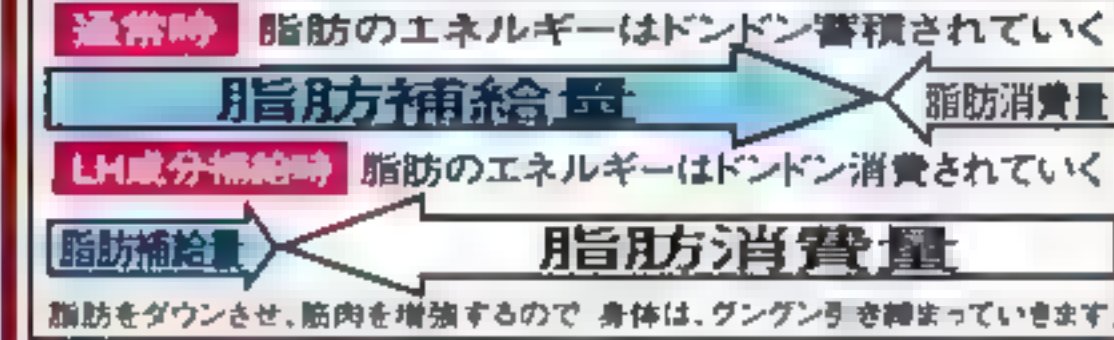 通常時 脂肪のエネルギーはドンドン蓄積されていく
脂肪補給量 脂肪消費量
LH成分補給時 脂肪のエネルギーはドンドン消費されていく
脂肪補給量 脂肪消費量
脂肪をダウンさせ、筋肉を増強するので 身体は、グングン引き締まっていきます